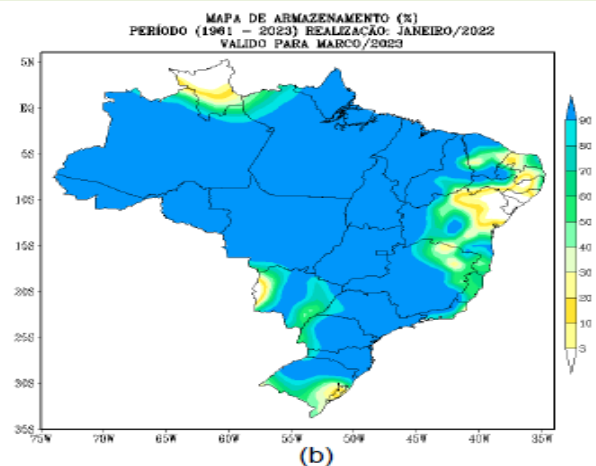 MAPA DE ARMAZENAMENTO (%)
PERÍODO (1961 - 2023) REALIZAÇÃO: JANEIRO/2022
VALIDO PARA MARCO/2023
5N
EQ
5S
10S
15S
20S
25S
30S
35S
75W 70W 65W 60W 55W 50W 45W 40W 35W
90
80
70
60
50
40
30
20
10
3
(b)